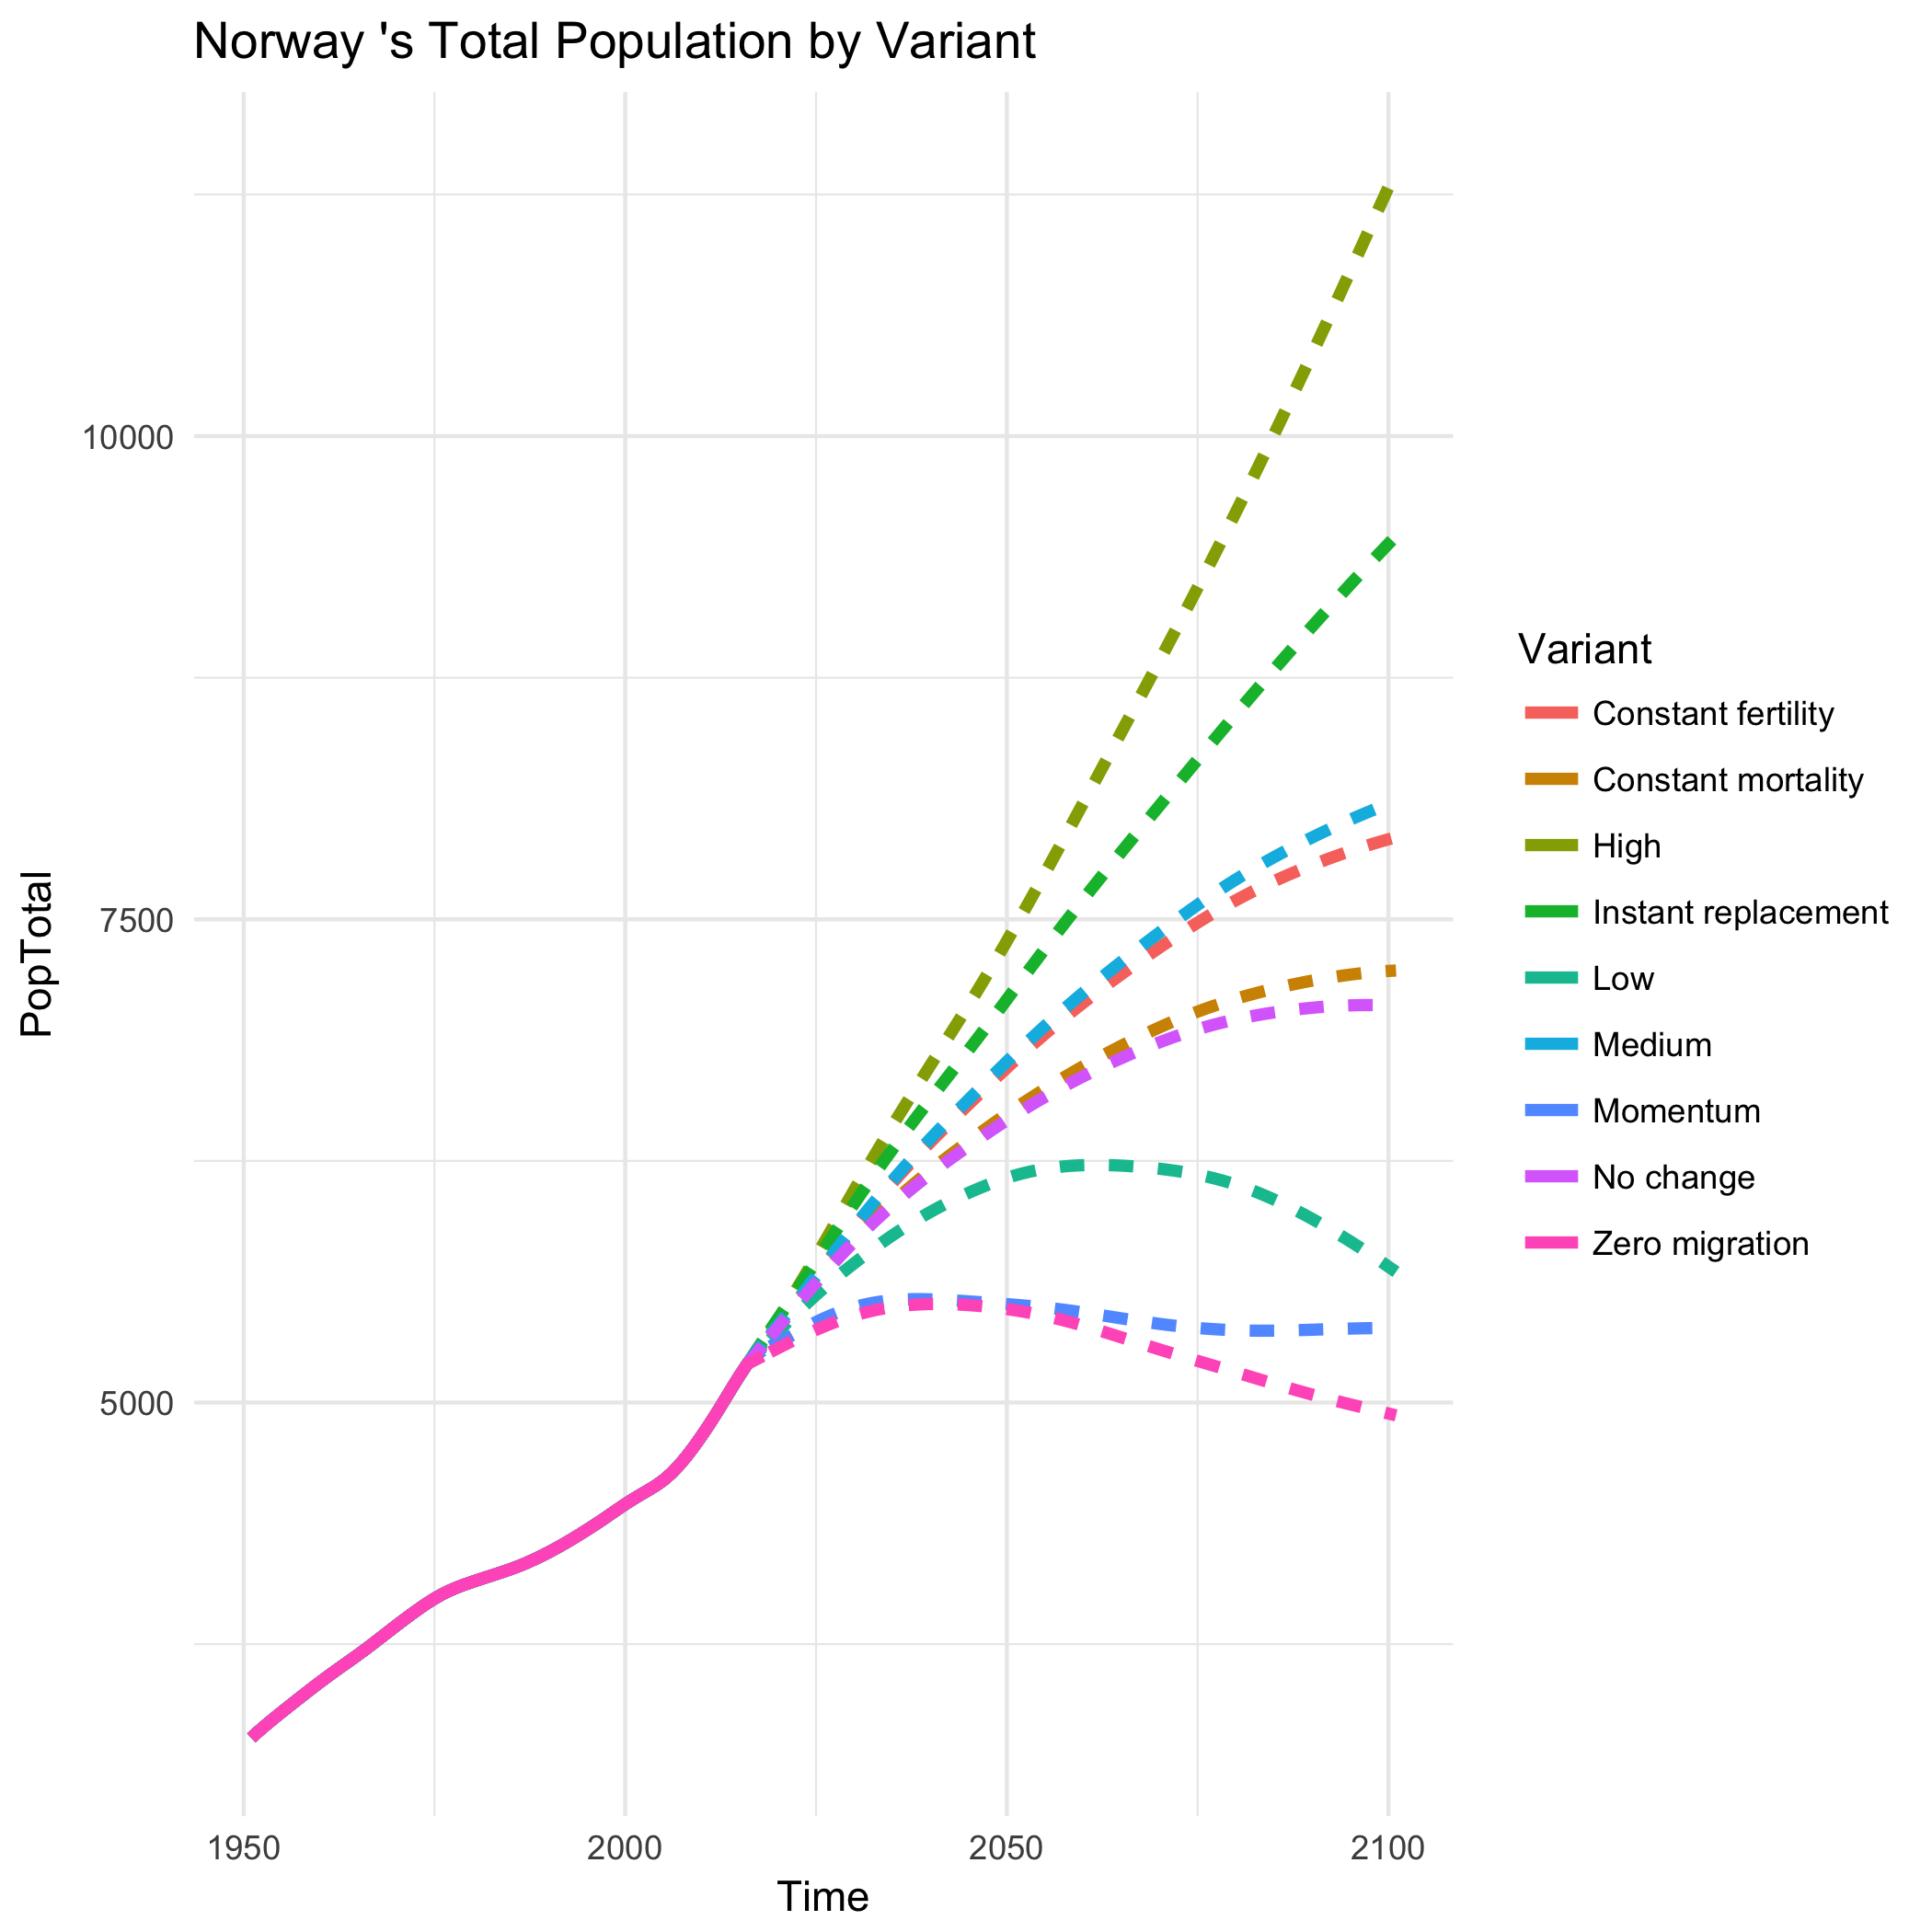 Norway 's Total Population by Variant
PopTotal
10000
7500
5000
1950
2000
2050
2100
Time
Variant
Constant fertility
Constant mortality
High
Instant replacement
Low
Medium
Momentum
No change
Zero migration